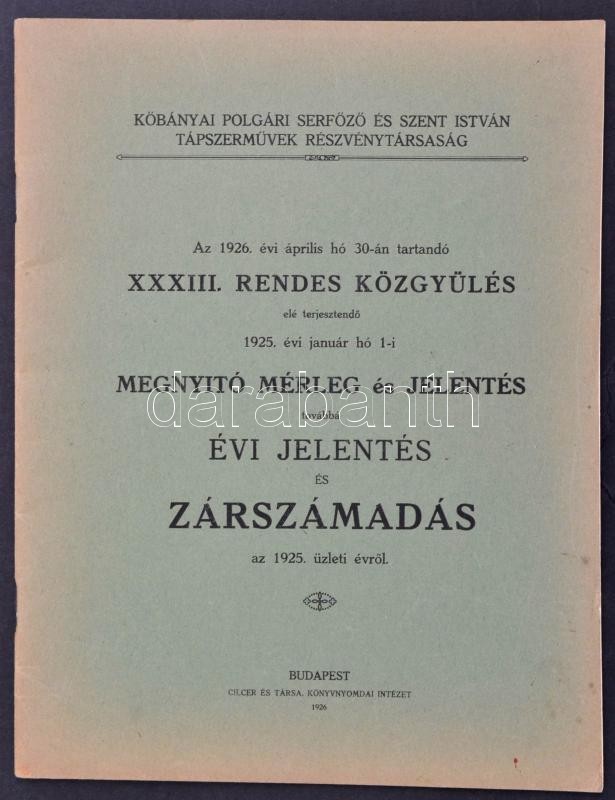 KŐBÁNYAI POLGÁRI SERFŐZŐ ÉS SZENT ISTVÁN
TÁPSZERMŰVEK RÉSZVÉNYTÁRSASÁG
Az 1926. évi április hó 30-án tartandó
XXXIII. RENDES KÖZGYÜLÉS
elé terjesztendő
1925. évi január hó 1-i
MEGNYITÓ MÉRLEG és JELENTÉS
darabanth
továbbá
ÉVI JELENTÉS
ÉS
ZÁRSZÁMADÁS
az 1925. üzleti évről.
BUDAPEST
CILCER ÉS TÁRSA, KÖNYVNYOMDAI INTÉZET
1926